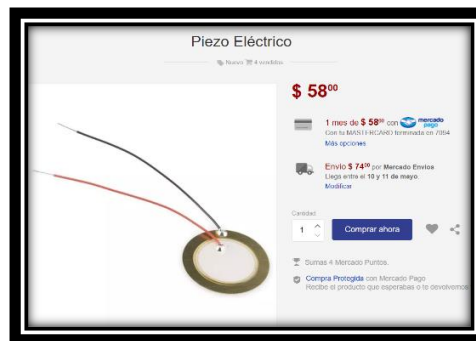 Piezo Eléctrico
Nuevo 4 vendidos
$ 58⁰⁰
1 mes de $ 58⁰⁰ con mercado pago
Con tu MASTERCARD terminada en 7094
Más opciones
Envío $ 74⁰⁰ por Mercado Envíos
Llega entre el 10 y 11 de mayo.
Modificar
Cantidad
1
Comprar ahora
Sumas 4 Mercado Puntos.
Compra Protegida con Mercado Pago
Recibe el producto que esperabas o te devolvemos